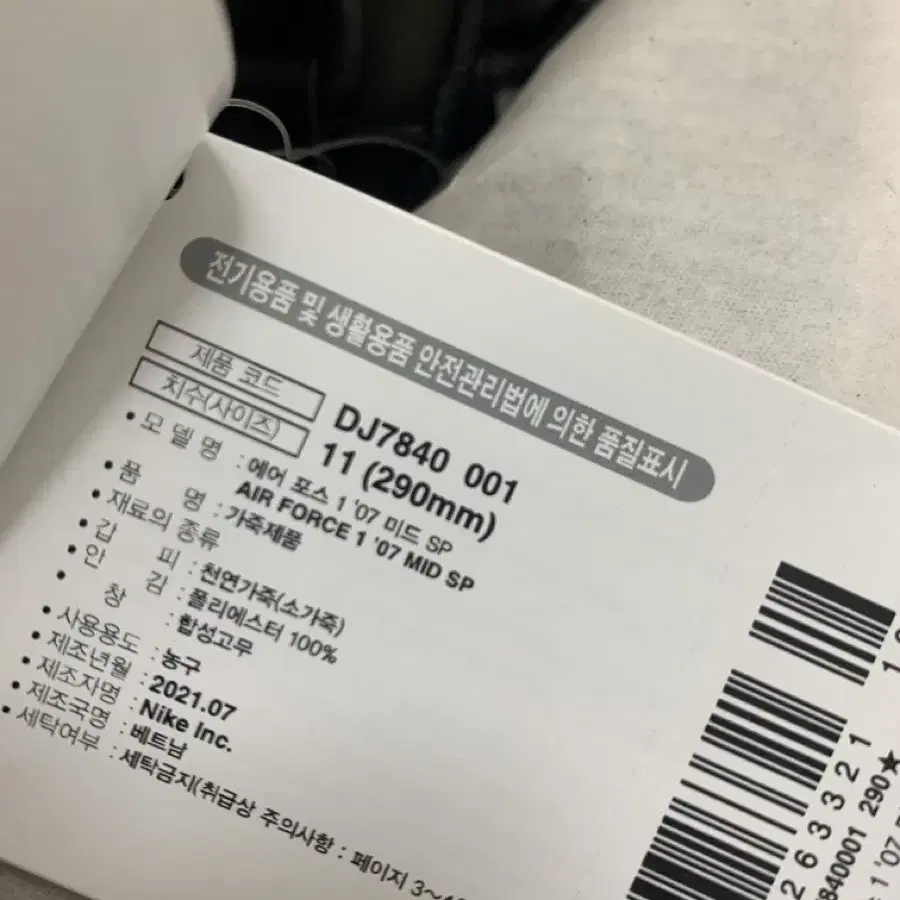 전기용품 및 생활용품 안전관리법에 의한 품질표시
제품 코드 DJ7840 001
치수(사이즈) 11 (290mm)
• 모 델 명 : 에어 포스 1 '07 미드 SP
AIR FORCE 1 '07 MID SP
• 품 명 : 가죽제품
• 재료의 종류
• 갑 피 : 천연가죽(소가죽)
• 안 감 : 폴리에스터 100%
• 창 : 합성고무
• 사용용도 : 농구
• 제조년월 : 2021.07
• 제조자명 : Nike Inc.
• 제조국명 : 베트남
• 세탁여부 : 세탁금지(취급상 주의사항 : 페이지 3~
263321
840001 290★
1 '07